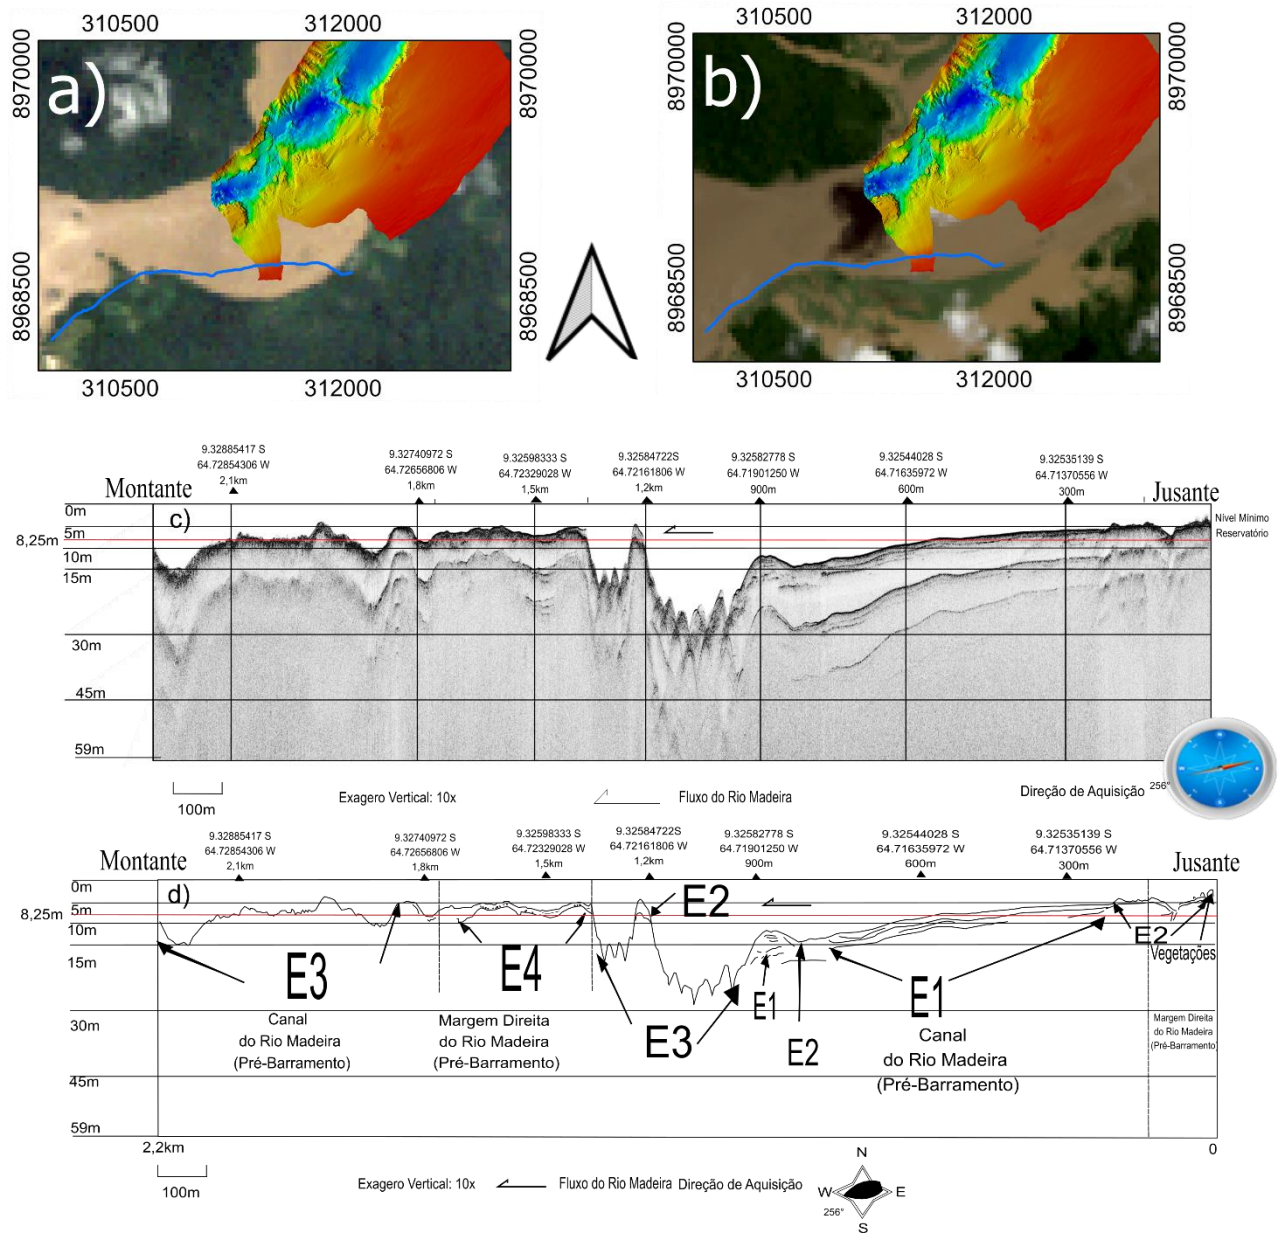 310500 312000
8970000
8968500
a)
310500 312000
310500 312000
8970000
8970000
8968500
8968500
b)
310500 312000
9.32885417 S
64.72854306 W
2,1km
9.32740972 S
64.72656806 W
1,8km
9.32598333 S
64.72329028 W
1,5km
9.32584722S
64.72161806 W
1,2km
9.32582778 S
64.71901250 W
900m
9.32544028 S
64.71635972 W
600m
9.32535139 S
64.71370556 W
300m
Montante
Jusante
c)
0m
5m
8,25m
10m
15m
30m
45m
59m
Nível Mínimo
Reservatório
100m
Exagero Vertical: 10x
Fluxo do Rio Madeira
Direção de Aquisição 256°
9.32885417 S
64.72854306 W
2,1km
9.32740972 S
64.72656806 W
1,8km
9.32598333 S
64.72329028 W
1,5km
9.32584722S
64.72161806 W
1,2km
9.32582778 S
64.71901250 W
900m
9.32544028 S
64.71635972 W
600m
9.32535139 S
64.71370556 W
300m
Montante
Jusante
d)
0m
5m
8,25m
10m
15m
30m
45m
59m
E2
E2
Vegetações
E3
E4
E1
E1
E3
E2
Canal
do Rio Madeira
(Pré-Barramento)
Margem Direita
do Rio Madeira
(Pré-Barramento)
Canal
do Rio Madeira
(Pré-Barramento)
Margem Direita
do Rio Madeira
(Pré-Barramento)
2,2km
0
100m
Exagero Vertical: 10x
Fluxo do Rio Madeira
Direção de Aquisição
N
W
E
256°
S